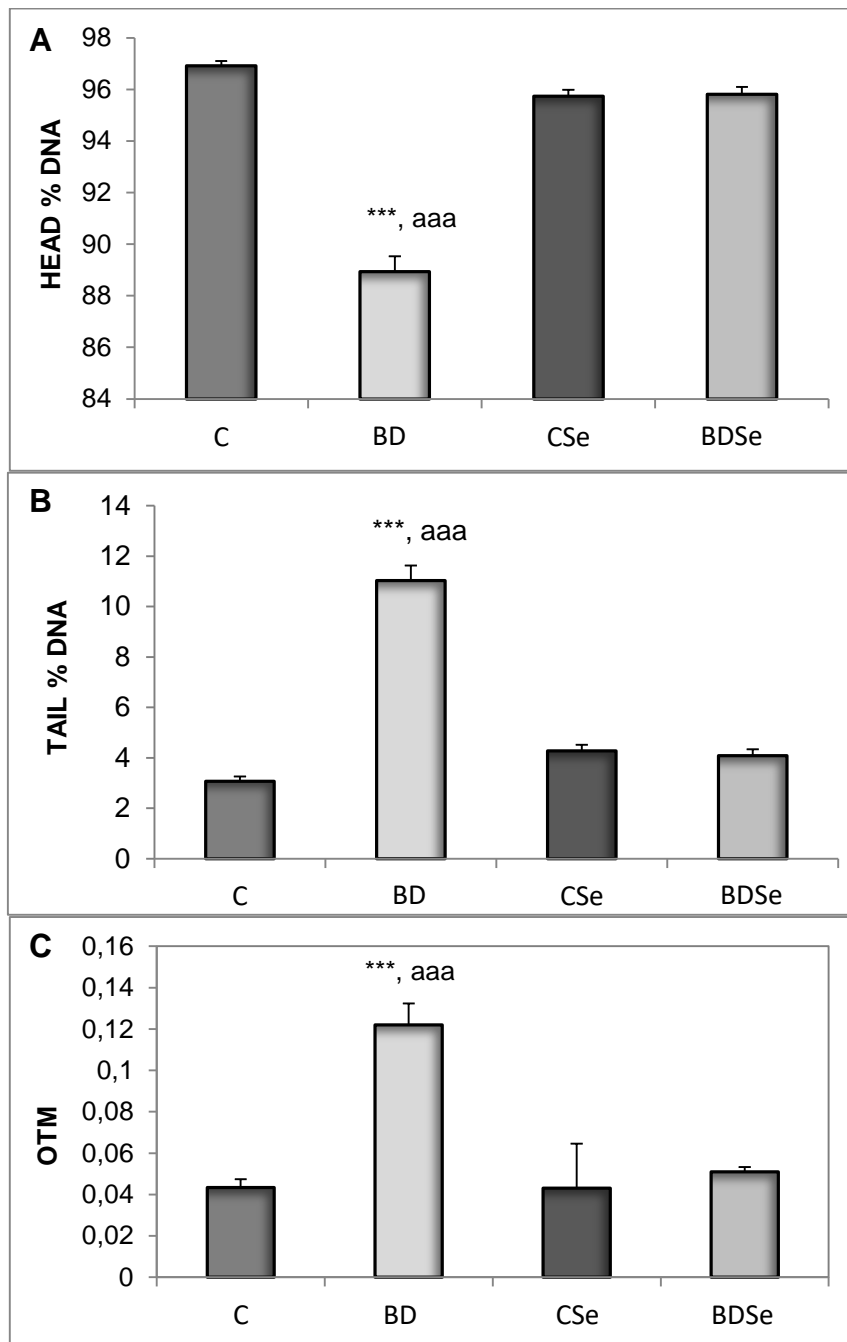 A
HEAD % DNA
98
96
94
92
90
88
86
84
***, aaa
C BD CSe BDSe
B
TAIL % DNA
14
12
10
8
6
4
2
0
***, aaa
C BD CSe BDSe
C
OTM
0,16
0,14
0,12
0,1
0,08
0,06
0,04
0,02
0
***, aaa
C BD CSe BDSe